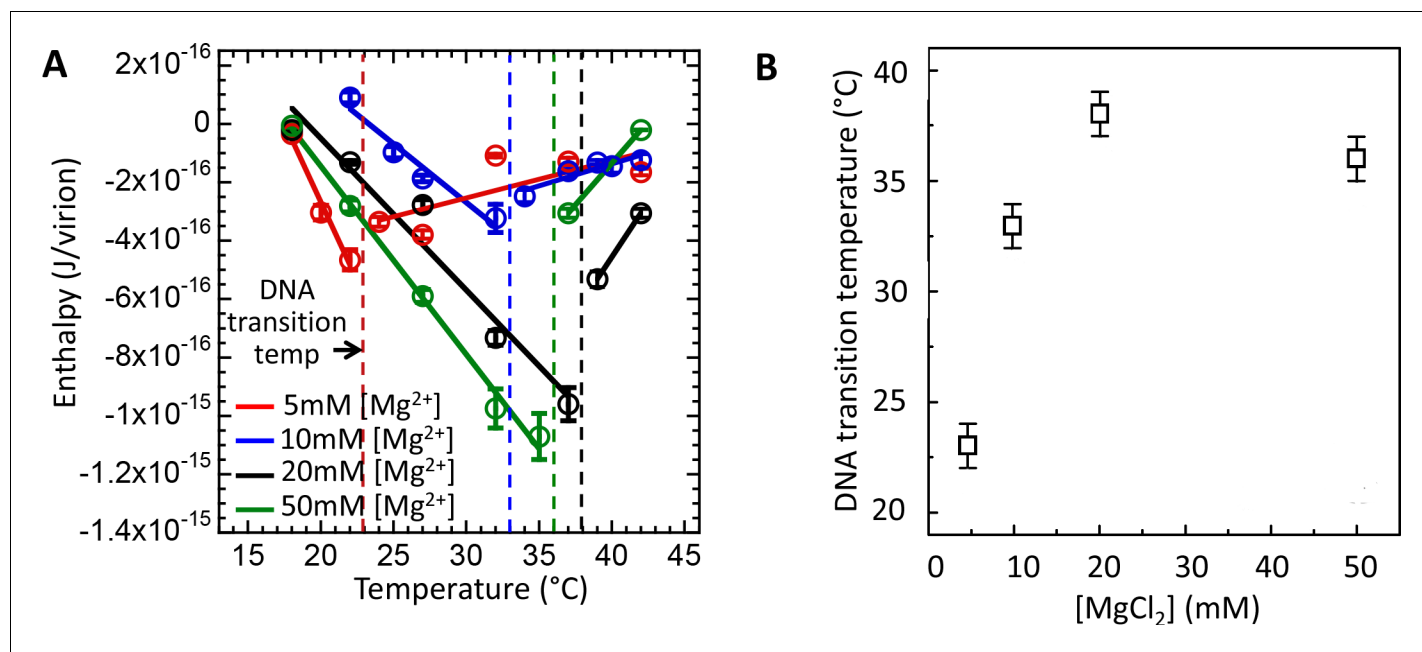 A
Enthalpy (J/virion)
2x10⁻¹⁶
0
-2x10⁻¹⁶
-4x10⁻¹⁶
-6x10⁻¹⁶
-8x10⁻¹⁶
-1x10⁻¹⁵
-1.2x10⁻¹⁵
-1.4x10⁻¹⁵
DNA
transition
temp
5mM [Mg²⁺]
10mM [Mg²⁺]
20mM [Mg²⁺]
50mM [Mg²⁺]
15 20 25 30 35 40 45
Temperature (°C)
B
DNA transition temperature (°C)
40
35
30
25
20
0 10 20 30 40 50
[MgCl₂] (mM)